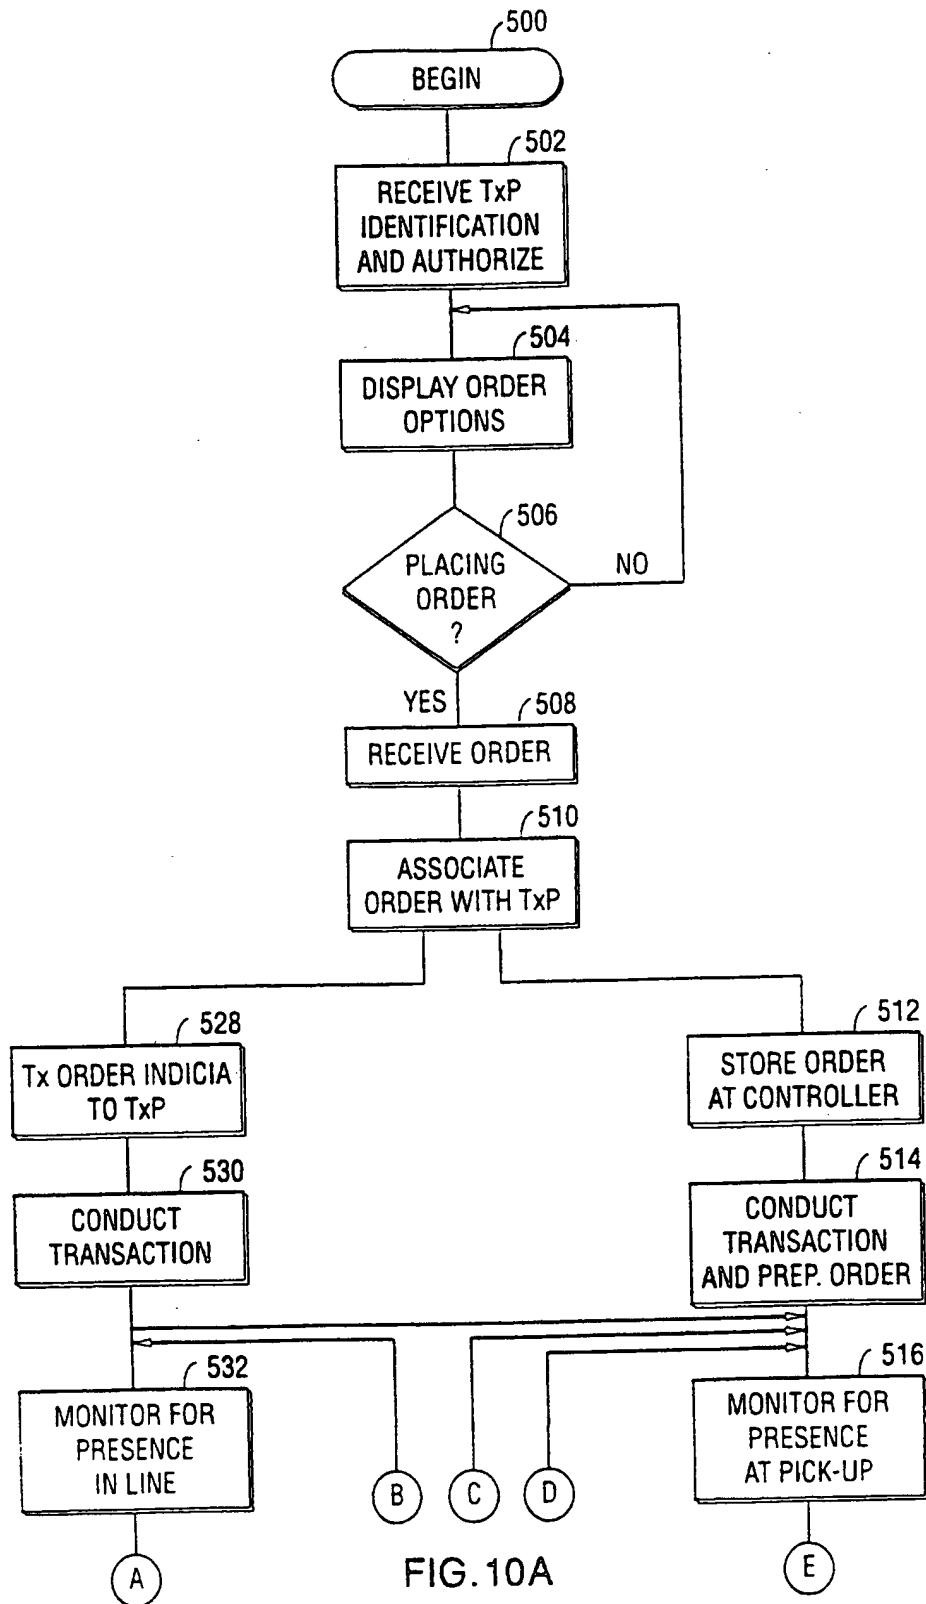 500
BEGIN
502
RECEIVE TxP
IDENTIFICATION
AND AUTHORIZE
504
DISPLAY ORDER
OPTIONS
506
PLACING
ORDER
?
NO
YES
508
RECEIVE ORDER
510
ASSOCIATE
ORDER WITH TxP
528
Tx ORDER INDICIA
TO TxP
512
STORE ORDER
AT CONTROLLER
530
CONDUCT
TRANSACTION
514
CONDUCT
TRANSACTION
AND PREP. ORDER
532
MONITOR FOR
PRESENCE
IN LINE
516
MONITOR FOR
PRESENCE
AT PICK-UP
B
C
D
A
E
FIG. 10A